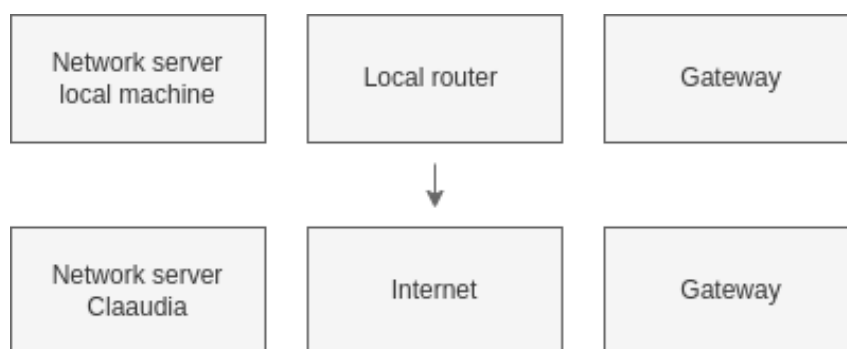 Network server
local machine
Local router
Gateway
Network server
Claaudia
Internet
Gateway